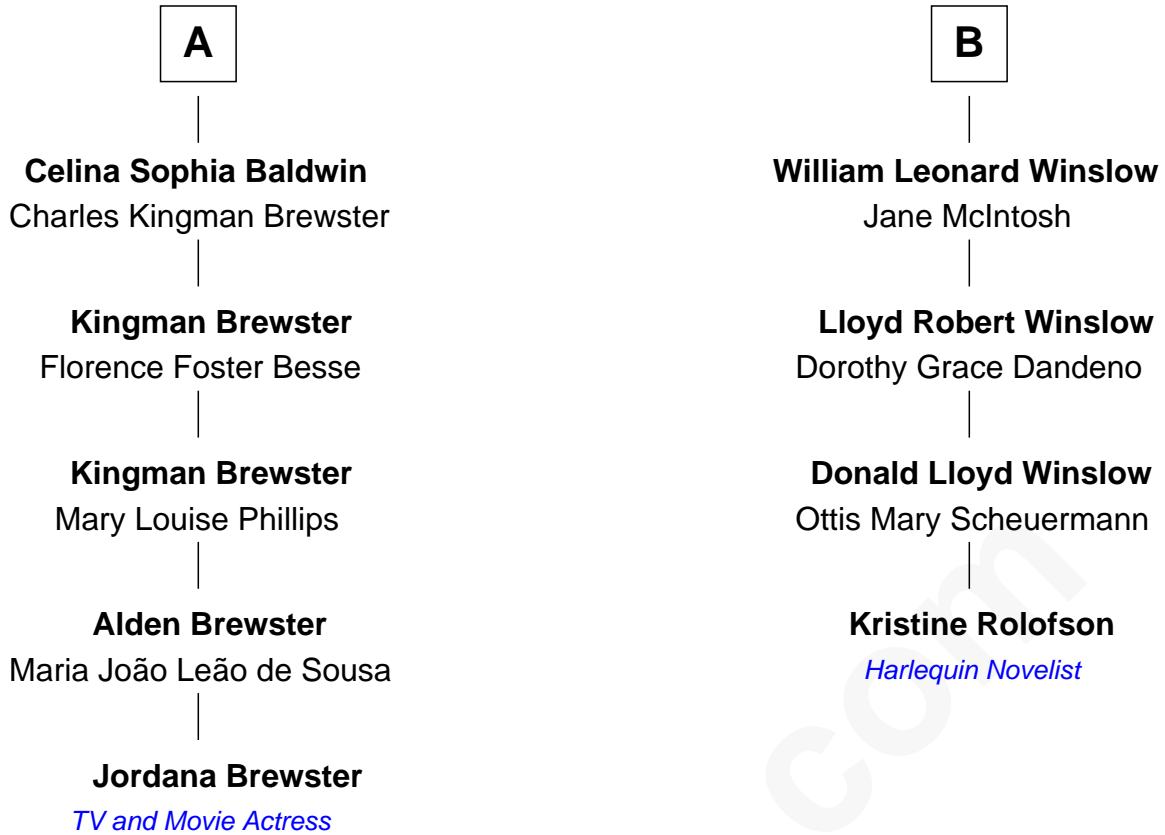 A
Celina Sophia Baldwin
Charles Kingman Brewster
Kingman Brewster
Florence Foster Besse
Kingman Brewster
Mary Louise Phillips
Alden Brewster
Maria João Leão de Sousa
Jordana Brewster
TV and Movie Actress
B
William Leonard Winslow
Jane McIntosh
Lloyd Robert Winslow
Dorothy Grace Dandeno
Donald Lloyd Winslow
Ottis Mary Scheuermann
Kristine Rolofson
Harlequin Novelist
com